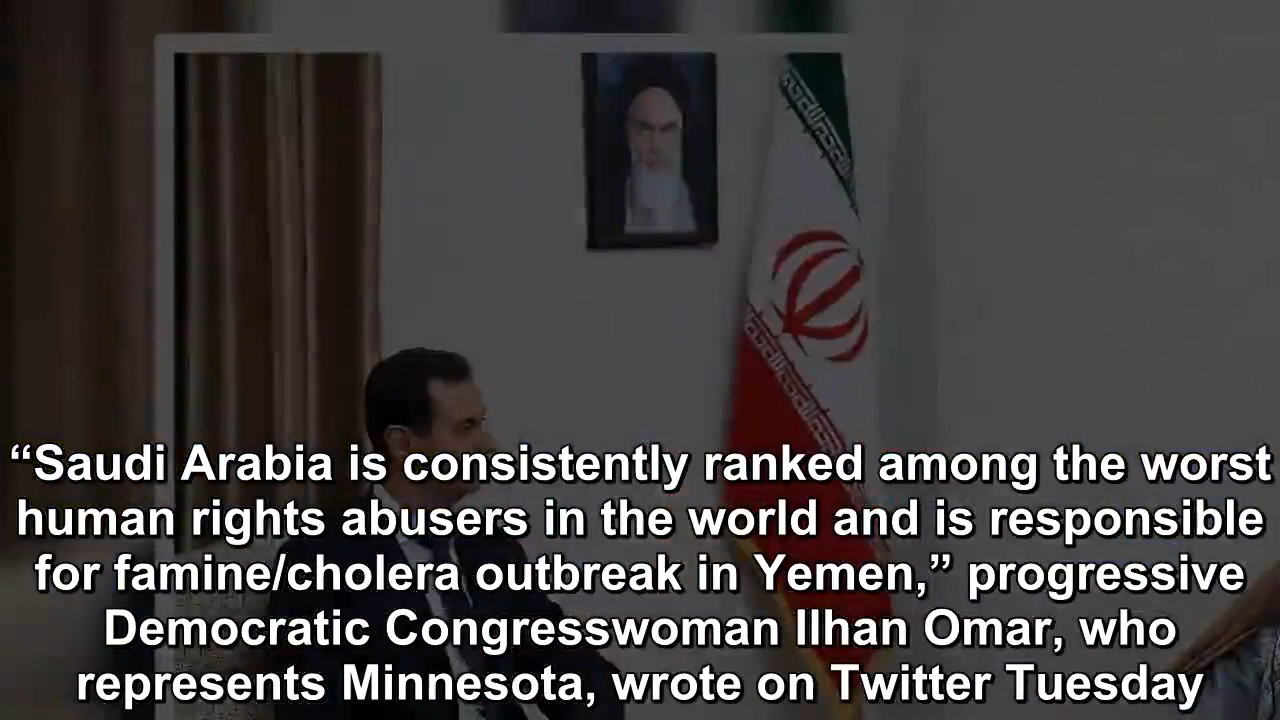 “Saudi Arabia is consistently ranked among the worst
human rights abusers in the world and is responsible
for famine/cholera outbreak in Yemen,” progressive
Democratic Congresswoman Ilhan Omar, who
represents Minnesota, wrote on Twitter Tuesday